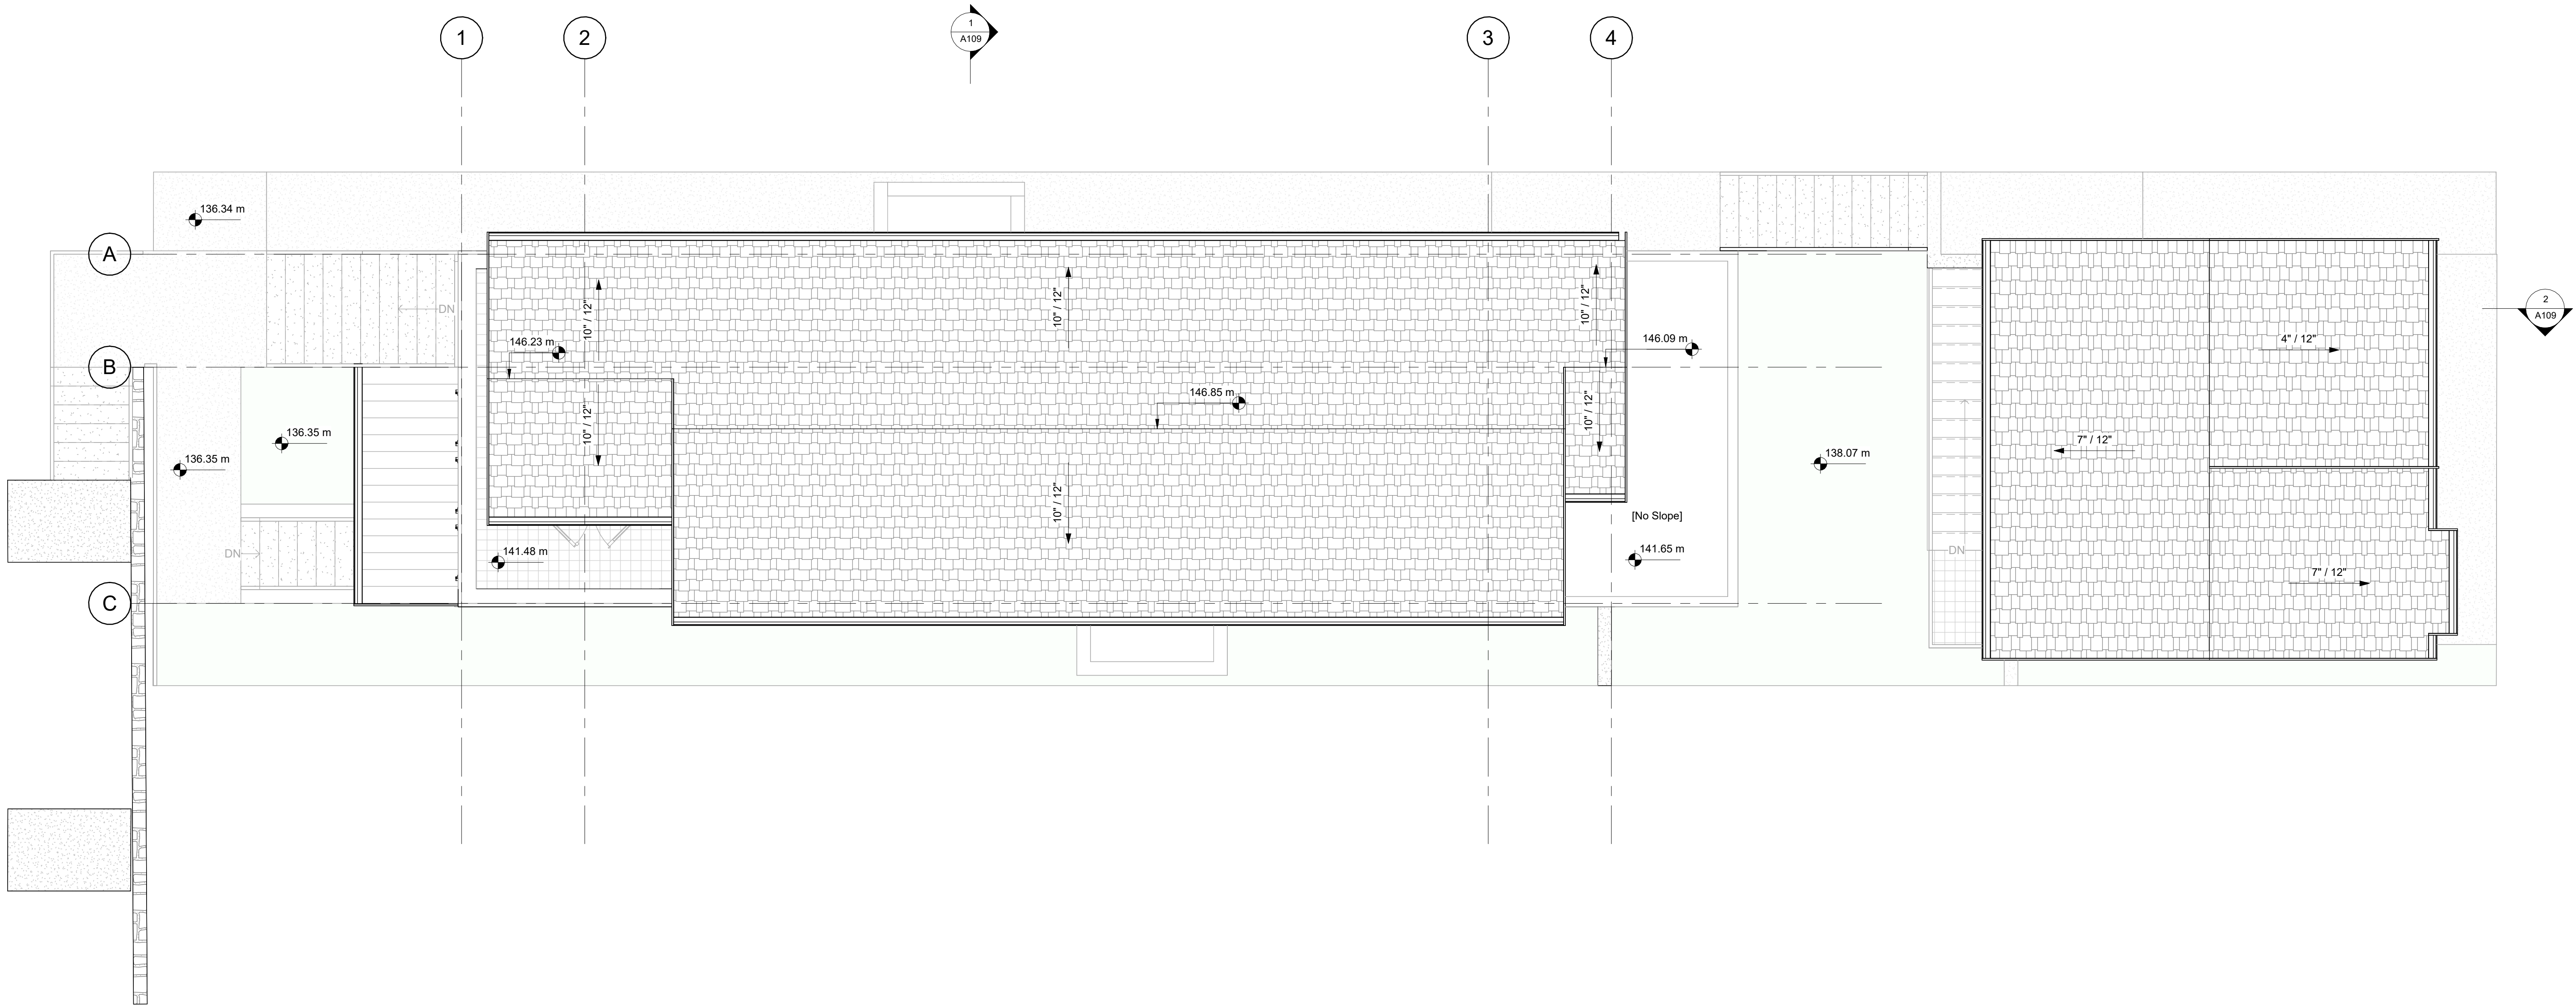 1
2
1
A109
3
4
136.34 m
A
DN
10" / 12"
10" / 12"
10" / 12"
2
A109
146.23 m
146.09 m
4" / 12"
B
146.85 m
10" / 12"
10" / 12"
136.35 m
7" / 12"
136.35 m
138.07 m
10" / 12"
[No Slope]
DN
141.48 m
141.65 m
DN
7" / 12"
C